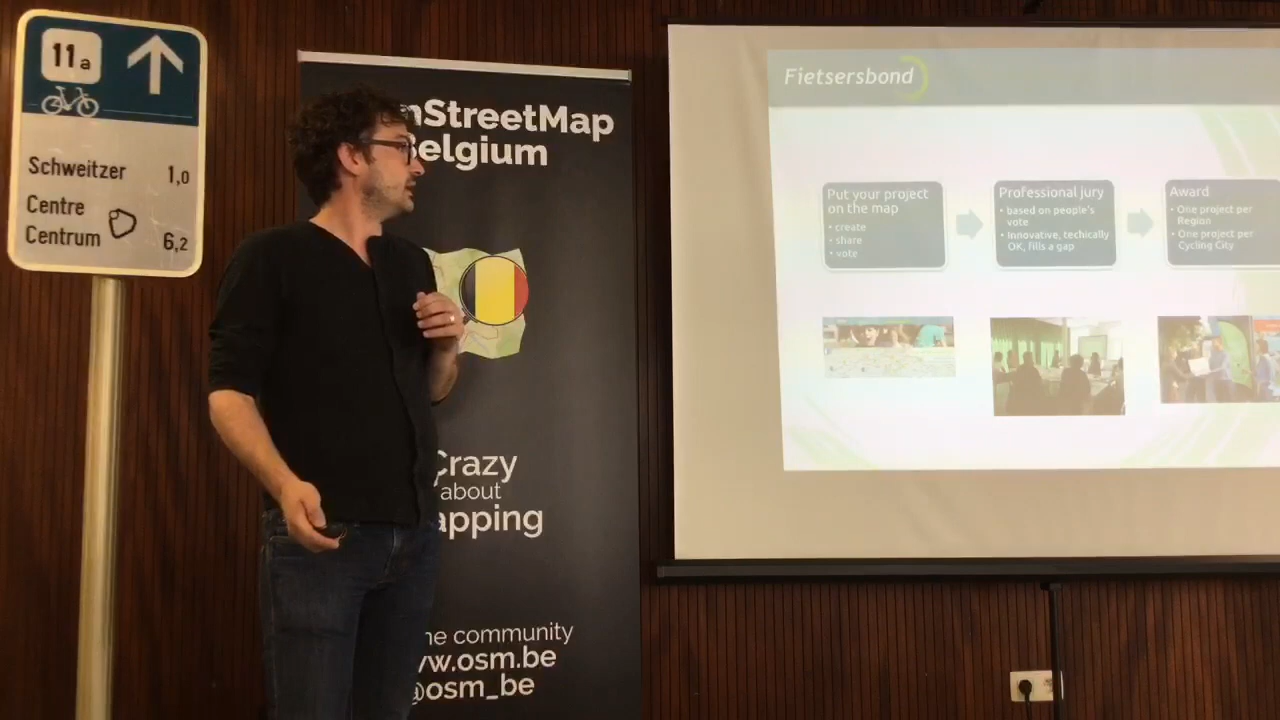 11a
Schweitzer 1,0
Centre
Centrum 6,2
nStreetMap
Belgium
Crazy
about
apping
he community
w.osm.be
@osm_be
Fietsersbond
Put your project
on the map
• create
• share
• vote
Professional jury
• based on people's
vote
• Innovative, techically
OK, fills a gap
Award
• One project per
Region
• One project per
Cycling City